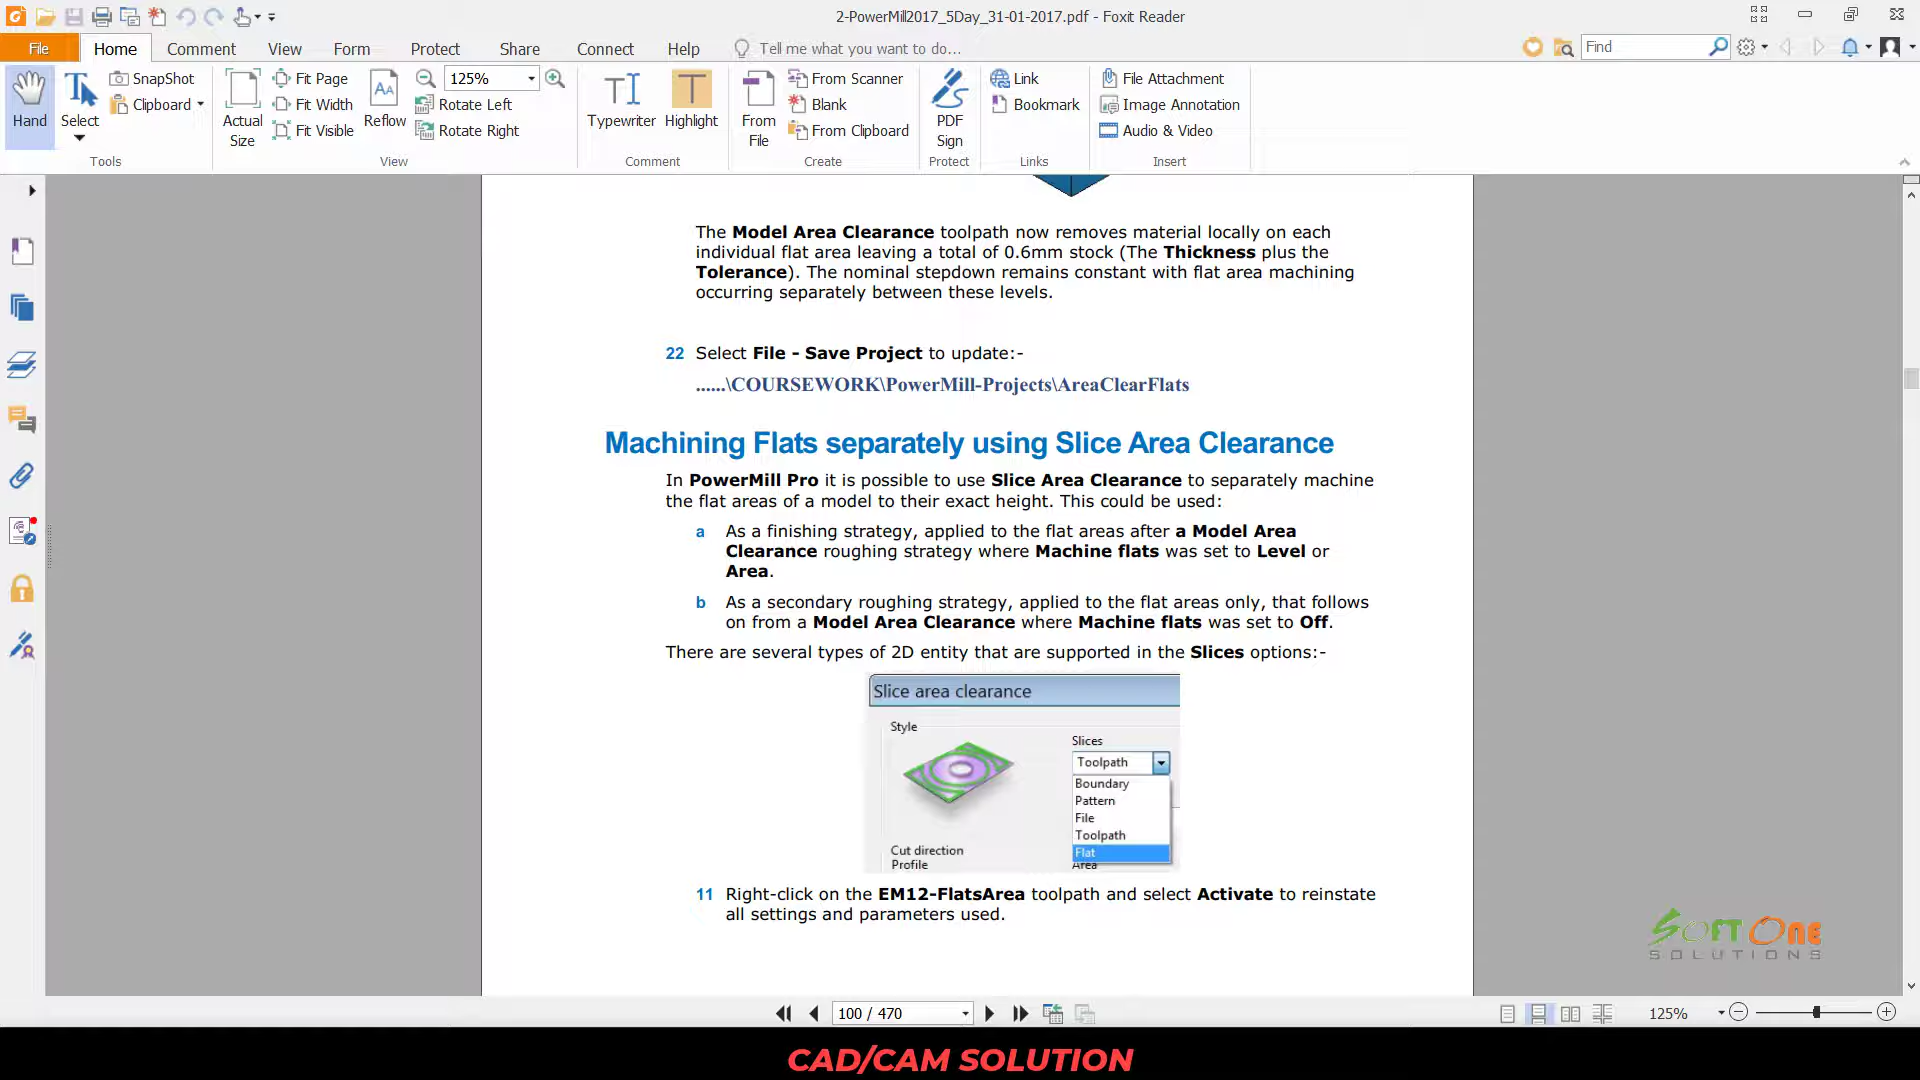 2-PowerMill2017_5Day_31-01-2017.pdf - Foxit Reader
File Home Comment View Form Protect Share Connect Help Tell me what you want to do... Find
Hand
Select
SnapShot
Clipboard
Tools
Actual
Size
Fit Page
Fit Width
Fit Visible
Reflow
125%
Rotate Left
Rotate Right
View
Typewriter
Highlight
Comment
From
File
From Scanner
Blank
From Clipboard
Create
PDF
Sign
Protect
Link
Bookmark
Links
File Attachment
Image Annotation
Audio & Video
Insert
The Model Area Clearance toolpath now removes material locally on each
individual flat area leaving a total of 0.6mm stock (The Thickness plus the
Tolerance). The nominal stepdown remains constant with flat area machining
occurring separately between these levels.
22 Select File - Save Project to update:-
......\COURSEWORK\PowerMill-Projects\AreaClearFlats
Machining Flats separately using Slice Area Clearance
In PowerMill Pro it is possible to use Slice Area Clearance to separately machine
the flat areas of a model to their exact height. This could be used:
a As a finishing strategy, applied to the flat areas after a Model Area
Clearance roughing strategy where Machine flats was set to Level or
Area.
b As a secondary roughing strategy, applied to the flat areas only, that follows
on from a Model Area Clearance where Machine flats was set to Off.
There are several types of 2D entity that are supported in the Slices options:-
Slice area clearance
Style
Slices
Toolpath
Boundary
Pattern
File
Toolpath
Flat
Cut direction
Profile Area
11 Right-click on the EM12-FlatsArea toolpath and select Activate to reinstate
all settings and parameters used.
SOFT ONE
SOLUTIONS
100 / 470
125%
CAD/CAM SOLUTION